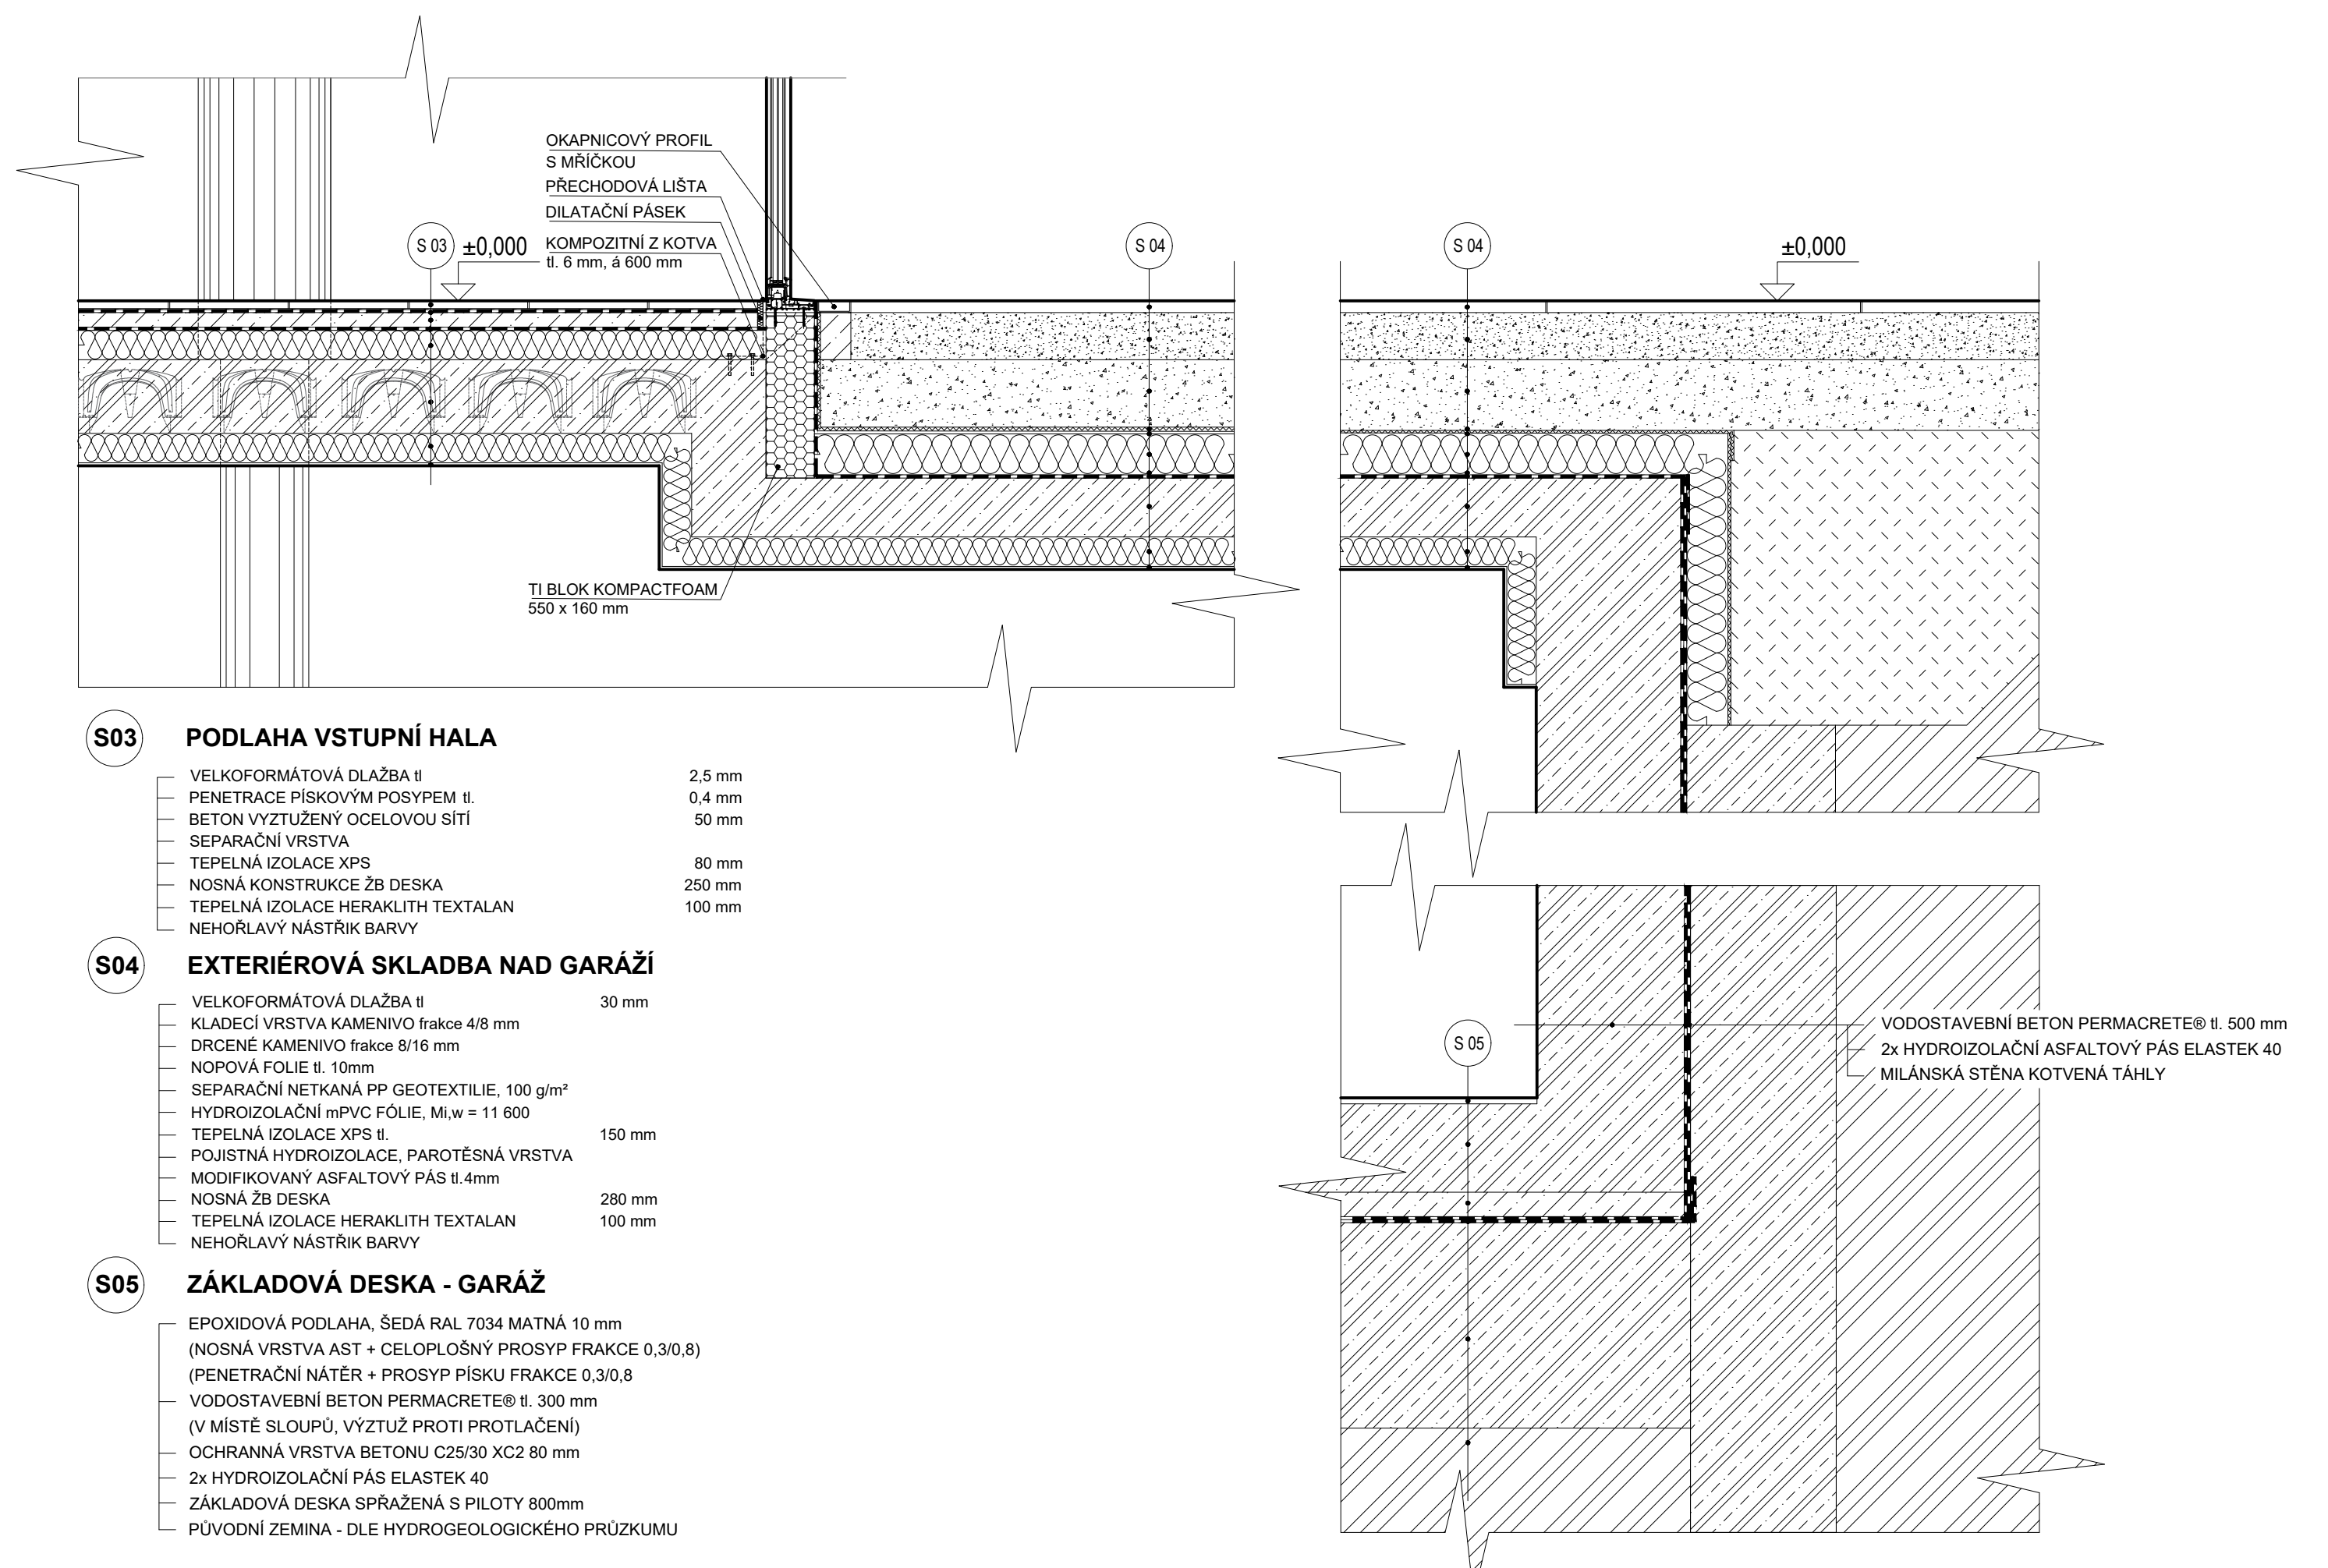 OKAPNICOVÝ PROFIL
S MŘÍČKOU
PŘECHODOVÁ LIŠTA
DILATAČNÍ PÁSEK
KOMPOZITNÍ Z KOTVA
tl. 6 mm, á 600 mm
S 03
±0,000
S 04
S 04
±0,000
TI BLOK KOMPACTFOAM
550 x 160 mm
S03 PODLAHA VSTUPNÍ HALA
VELKOFORMÁTOVÁ DLAŽBA tl 2,5 mm
PENETRACE PÍSKOVÝM POSYPEM tl. 0,4 mm
BETON VYZTUŽENÝ OCELOVOU SÍTÍ 50 mm
SEPARAČNÍ VRSTVA
TEPELNÁ IZOLACE XPS 80 mm
NOSNÁ KONSTRUKCE ŽB DESKA 250 mm
TEPELNÁ IZOLACE HERAKLITH TEXTALAN 100 mm
NEHOŘLAVÝ NÁSTŘIK BARVY
S04 EXTERIÉROVÁ SKLADBA NAD GARÁŽÍ
VELKOFORMÁTOVÁ DLAŽBA tl 30 mm
KLADECÍ VRSTVA KAMENIVO frakce 4/8 mm
DRCENÉ KAMENIVO frakce 8/16 mm
NOPOVÁ FOLIE tl. 10mm
SEPARAČNÍ NETKANÁ PP GEOTEXTILIE, 100 g/m²
HYDROIZOLAČNÍ mPVC FÓLIE, Mi,w = 11 600
TEPELNÁ IZOLACE XPS tl. 150 mm
POJISTNÁ HYDROIZOLACE, PAROTĚSNÁ VRSTVA
MODIFIKOVANÝ ASFALTOVÝ PÁS tl.4mm
NOSNÁ ŽB DESKA 280 mm
TEPELNÁ IZOLACE HERAKLITH TEXTALAN 100 mm
NEHOŘLAVÝ NÁSTŘIK BARVY
S05 ZÁKLADOVÁ DESKA - GARÁŽ
EPOXIDOVÁ PODLAHA, ŠEDÁ RAL 7034 MATNÁ 10 mm
(NOSNÁ VRSTVA AST + CELOPLOŠNÝ PROSYP FRAKCE 0,3/0,8)
(PENETRAČNÍ NÁTĚR + PROSYP PÍSKU FRAKCE 0,3/0,8
VODOSTAVEBNÍ BETON PERMACRETE® tl. 300 mm
(V MÍSTĚ SLOUPŮ, VÝZTUŽ PROTI PROTLAČENÍ)
OCHRANNÁ VRSTVA BETONU C25/30 XC2 80 mm
2x HYDROIZOLAČNÍ PÁS ELASTEK 40
ZÁKLADOVÁ DESKA SPŘAŽENÁ S PILOTY 800mm
PŮVODNÍ ZEMINA - DLE HYDROGEOLOGICKÉHO PRŮZKUMU
S 05
VODOSTAVEBNÍ BETON PERMACRETE® tl. 500 mm
2x HYDROIZOLAČNÍ ASFALTOVÝ PÁS ELASTEK 40
MILÁNSKÁ STĚNA KOTVENÁ TÁHLY